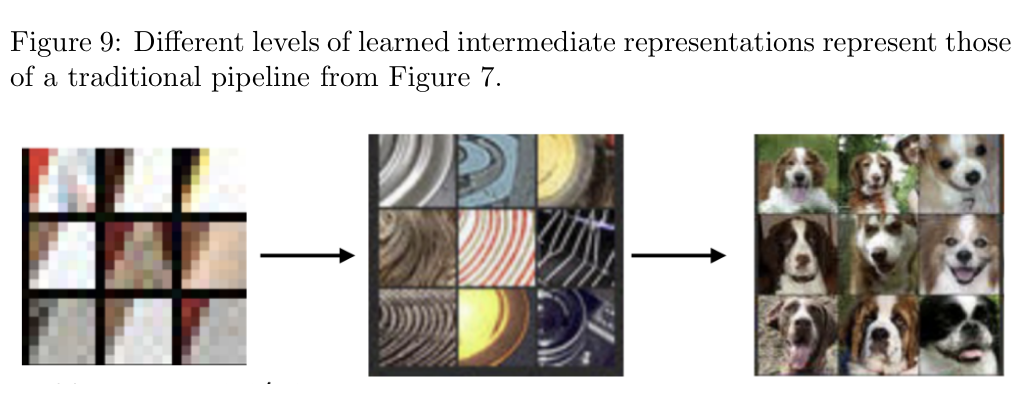 Figure 9: Different levels of learned intermediate representations represent those
of a traditional pipeline from Figure 7.